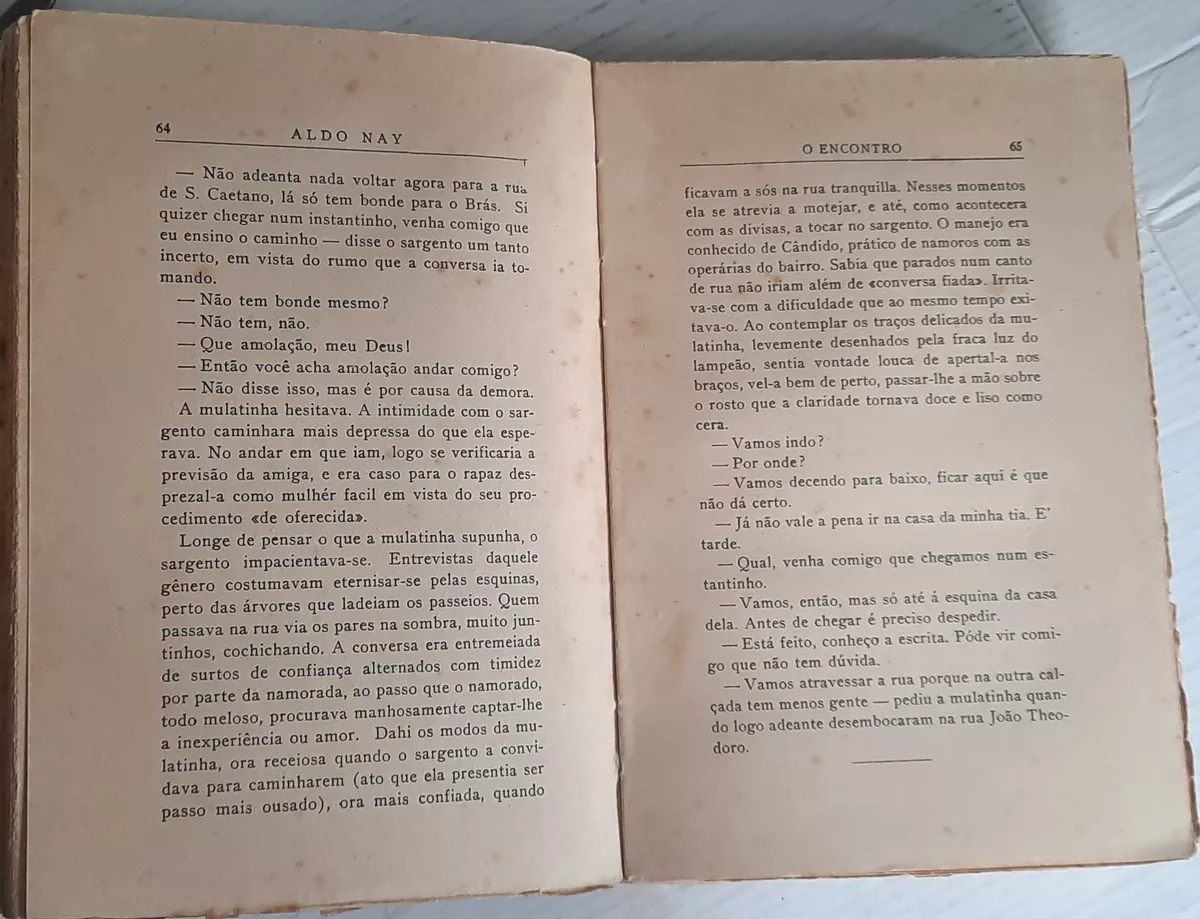 64
ALDO NAY
— Não adeanta nada voltar agora para a rua
de S. Caetano, lá só tem bonde para o Brás. Si
quizer chegar num instantinho, venha comigo que
eu ensino o caminho — disse o sargento um tanto
incerto, em vista do rumo que a conversa ia to-
mando.
— Não tem bonde mesmo?
— Não tem, não.
— Que amolação, meu Deus!
— Então você acha amolação andar comigo?
— Não disse isso, mas é por causa da demora.
A mulatinha hesitava. A intimidade com o sar-
gento caminhara mais depressa do que ela espe-
rava. No andar em que iam, logo se verificaria a
previsão da amiga, e era caso para o rapaz des-
prezal-a como mulhér facil em vista do seu pro-
cedimento «de oferecida».
Longe de pensar o que a mulatinha supunha, o
sargento impacientava-se. Entrevistas daquele
gênero costumavam eternisar-se pelas esquinas,
perto das árvores que ladeiam os passeios. Quem
passava na rua via os pares na sombra, muito jun-
tinhos, cochichando. A conversa era entremeiada
de surtos de confiança alternados com timidez
por parte da namorada, ao passo que o namorado,
todo meloso, procurava manhosamente captar-lhe
a inexperiência ou amor. Dahi os modos da mu-
latinha, ora receiosa quando o sargento a convi-
dava para caminharem (ato que ela presentia ser
passo mais ousado), ora mais confiada, quando
O ENCONTRO
65
ficavam a sós na rua tranquilla. Nesses momentos
ela se atrevia a motejar, e até, como acontecera
com as divisas, a tocar no sargento. O manejo era
conhecido de Cândido, prático de namoros com as
operárias do bairro. Sabia que parados num canto
de rua não iriam além de «conversa fiada». Irrita-
va-se com a dificuldade que ao mesmo tempo exi-
tava-o. Ao contemplar os traços delicados da mu-
latinha, levemente desenhados pela fraca luz do
lampeão, sentia vontade louca de apertal-a nos
braços, vel-a bem de perto, passar-lhe a mão sobre
o rosto que a claridade tornava doce e liso como
cera.
— Vamos indo?
— Por onde?
— Vamos decendo para baixo, ficar aqui é que
não dá certo.
— Já não vale a pena ir na casa da minha tia. E'
tarde.
— Qual, venha comigo que chegamos num es-
tantinho.
— Vamos, então, mas só até á esquina da casa
dela. Antes de chegar é preciso despedir.
— Está feito, conheço a escrita. Póde vir comi-
go que não tem dúvida.
— Vamos atravessar a rua porque na outra cal-
çada tem menos gente — pediu a mulatinha quan-
do logo adeante desembocaram na rua João Theo-
doro.